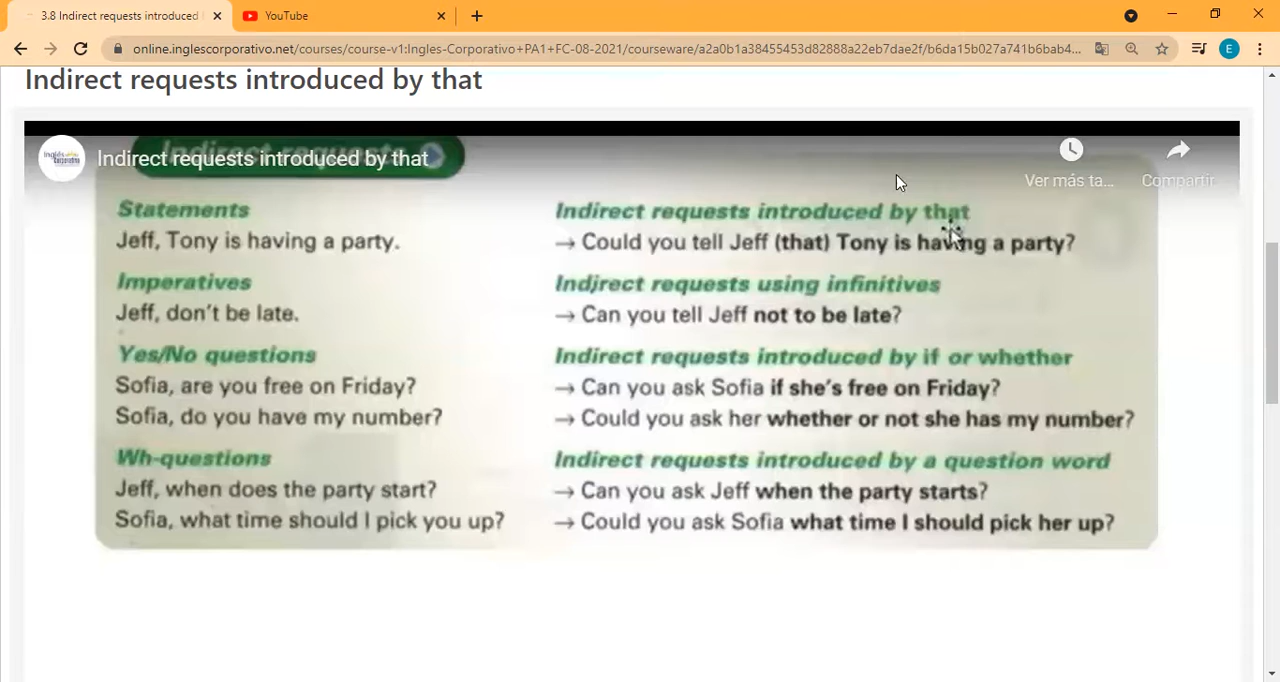 3.8 Indirect requests introduced
YouTube
online.inglescorporativo.net/courses/course-v1:Ingles-Corporativo+PA1+FC-08-2021/courseware/a2a0b1a38455453d82888a22eb7dae2f/b6da15b027a741b6bab4...
E
Indirect requests introduced by that
Indirect requests
Indirect requests introduced by that
Ver más ta...
Compartir
Statements
Indirect requests introduced by that
Jeff, Tony is having a party.
→ Could you tell Jeff (that) Tony is having a party?
Imperatives
Indirect requests using infinitives
Jeff, don't be late.
→ Can you tell Jeff not to be late?
Yes/No questions
Indirect requests introduced by if or whether
Sofia, are you free on Friday?
→ Can you ask Sofia if she's free on Friday?
Sofia, do you have my number?
→ Could you ask her whether or not she has my number?
Wh-questions
Indirect requests introduced by a question word
Jeff, when does the party start?
→ Can you ask Jeff when the party starts?
Sofia, what time should I pick you up?
→ Could you ask Sofia what time I should pick her up?